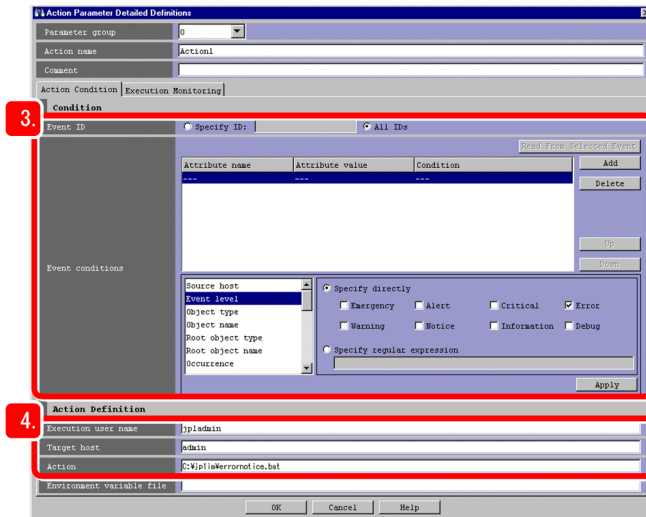 Action Parameter Detailed Definitions
Parameter group 0
Action name Action1
Comment
Action Condition Execution Monitoring
Condition
3.
Event ID Specify ID: All IDs
Read From Selected Event
Attribute name Attribute value Condition Add
--- --- ---
Delete
Up
Event conditions Down
Source host Specify directly
Event level Emergency Alert Critical Error
Object type
Object name Warning Notice Information Debug
Root object type
Root object name Specify regular expression
Occurrence
Apply
Action Definition
4.
Execution user name jp1admin
Target host admin
Action C:¥jp1im¥errornotice.bat
Environment variable file
OK Cancel Help